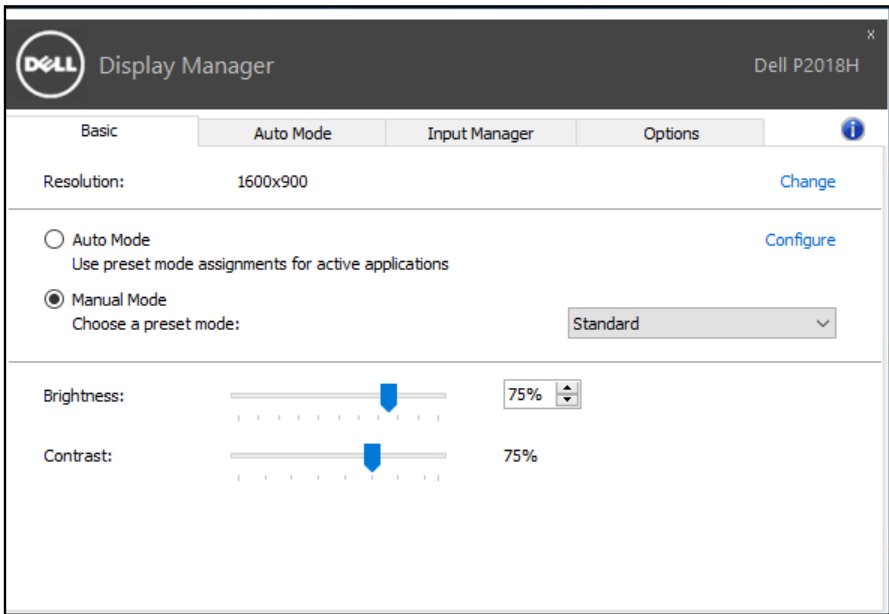 DELL
Display Manager
x
Dell P2018H
Basic
Auto Mode
Input Manager
Options
i
Resolution:
1600x900
Change
Auto Mode
Configure
Use preset mode assignments for active applications
Manual Mode
Choose a preset mode:
Standard
Brightness:
75%
Contrast:
75%